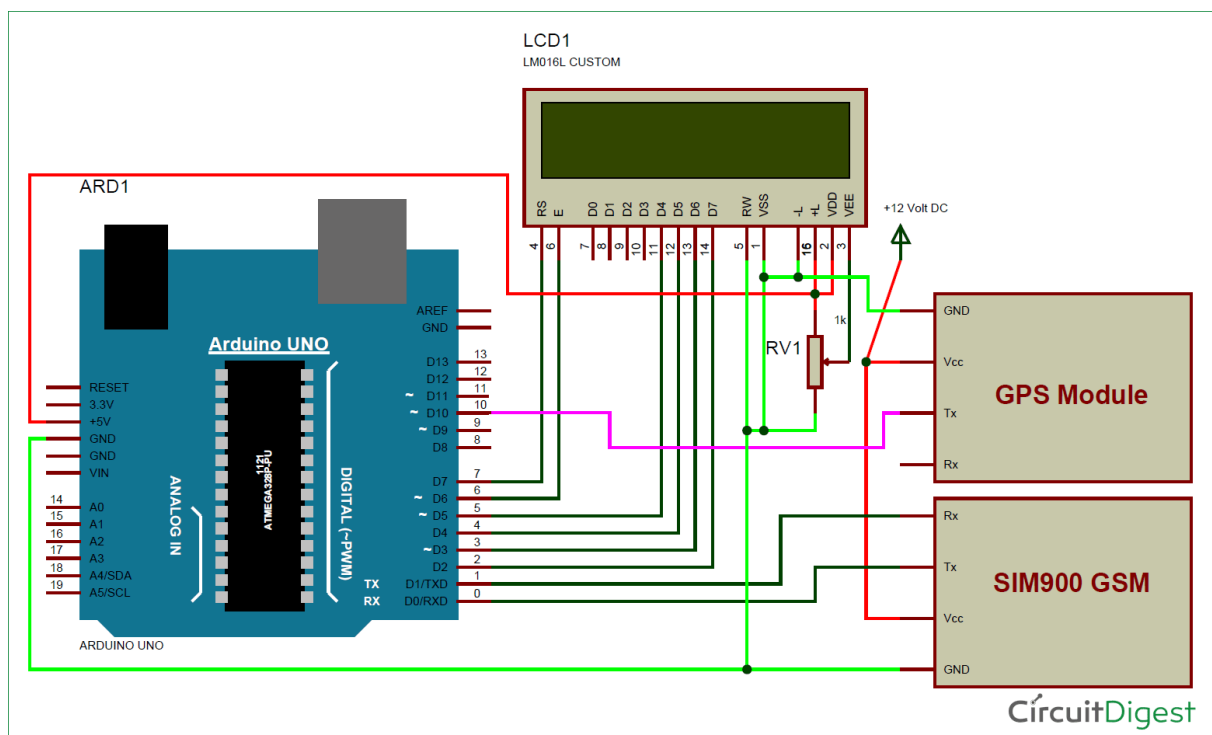 LCD1
LM016L CUSTOM
RS
E
D0
D1
D2
D3
D4
D5
D6
D7
RW
VSS
-L
+L
VDD
VEE
4
6
7
8
9
10
11
12
13
14
5
1
2
3
+12 Volt DC
ARD1
Arduino UNO
1121
ATMEGA328P-PU
RESET
3.3V
+5V
GND
GND
VIN
14 A0
15 A1
16 A2
17 A3
18 A4/SDA
19 A5/SCL
ANALOG IN
DIGITAL (~PWM)
AREF
GND
D13 13
D12 12
~ D11 11
~ D10 10
~ D9 9
D8 8
D7 7
~ D6 6
~ D5 5
D4 4
~ D3 3
D2 2
TX D1/TXD 1
RX D0/RXD 0
ARDUINO UNO
1k
RV1
GND
Vcc
Tx
Rx
GPS Module
Rx
Tx
Vcc
GND
SIM900 GSM
CircuitDigest